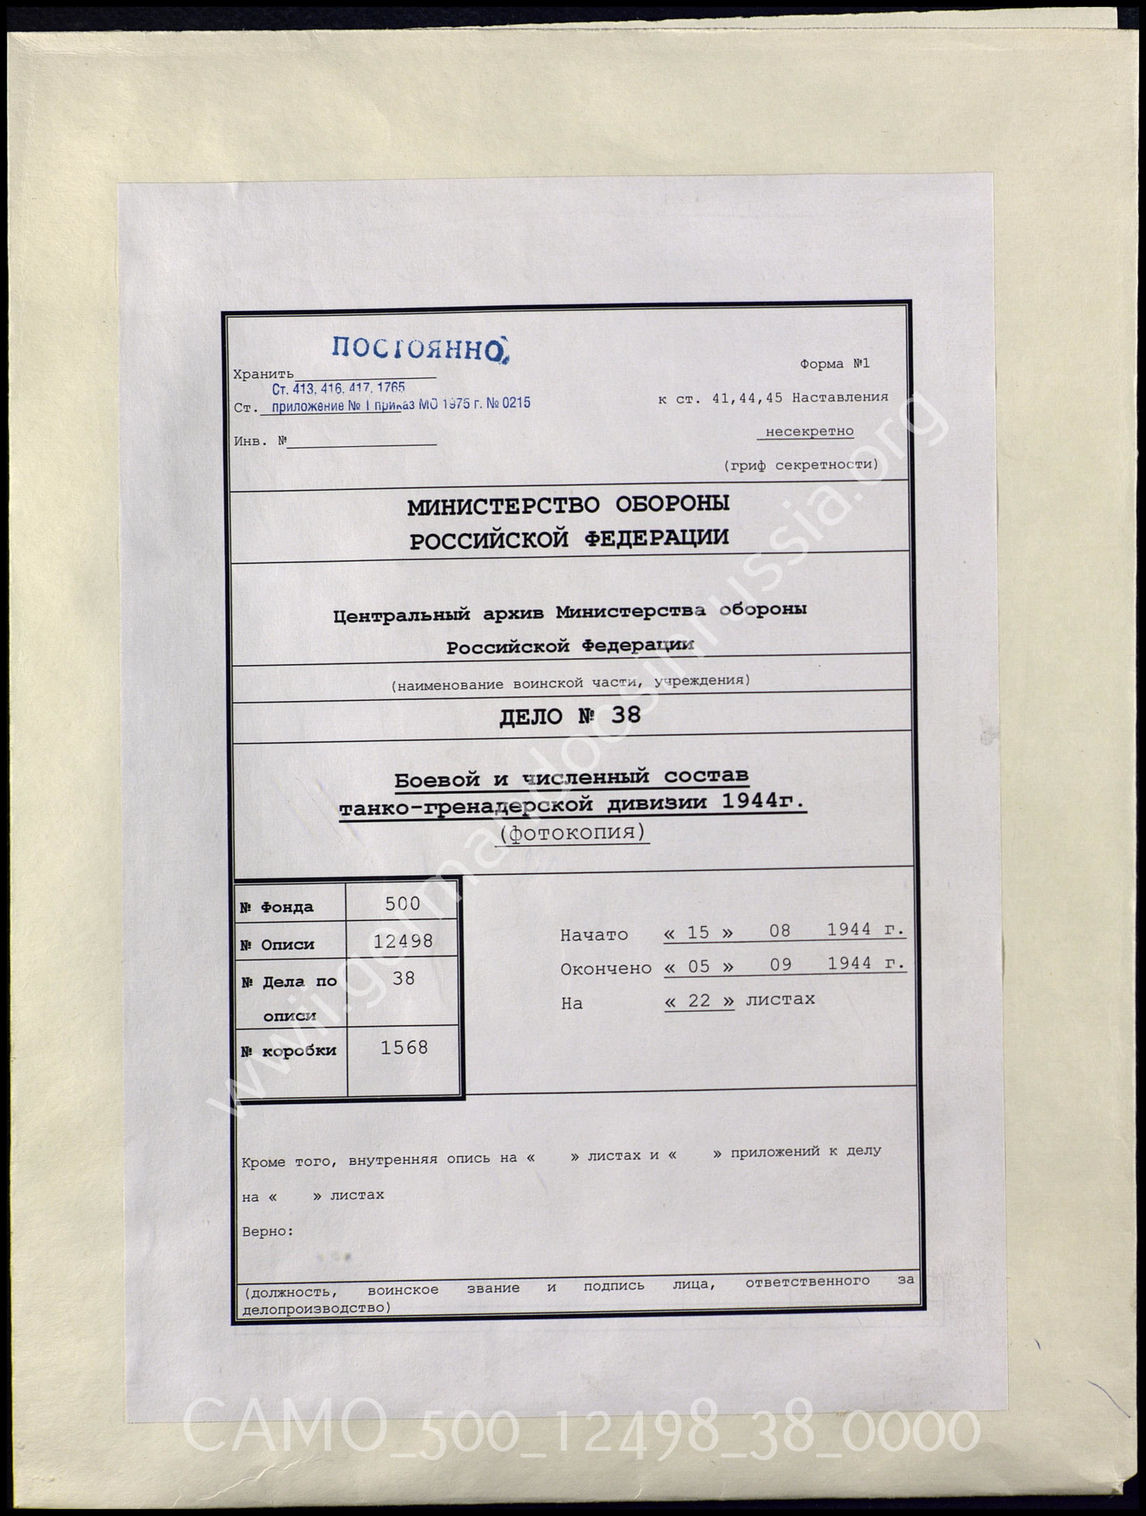 ПОСТОЯННО
Хранить
Форма №1
Ст. 413, 416, 417, 1765
Ст. приложение № 1 приказ МО 1975 г. № 0215
к ст. 41,44,45 Наставления
Инв. №
несекретно
(гриф секретности)
МИНИСТЕРСТВО ОБОРОНЫ
РОССИЙСКОЙ ФЕДЕРАЦИИ
Центральный архив Министерства обороны
Российской Федерации
(наименование воинской части, учреждения)
ДЕЛО № 38
Боевой и численный состав
танко-гренадерской дивизии 1944г.
(фотокопия)
№ Фонда 500
№ Описи 12498
№ Дела по описи 38
№ коробки 1568
Начато « 15 » 08 1944 г.
Окончено « 05 » 09 1944 г.
На « 22 » листах
Кроме того, внутренняя опись на « » листах и « » приложений к делу
на « » листах
Верно:
(должность, воинское звание и подпись лица, ответственного за
делопроизводство)
www.germandocsinrussia.org
CAMO_500_12498_38_0000